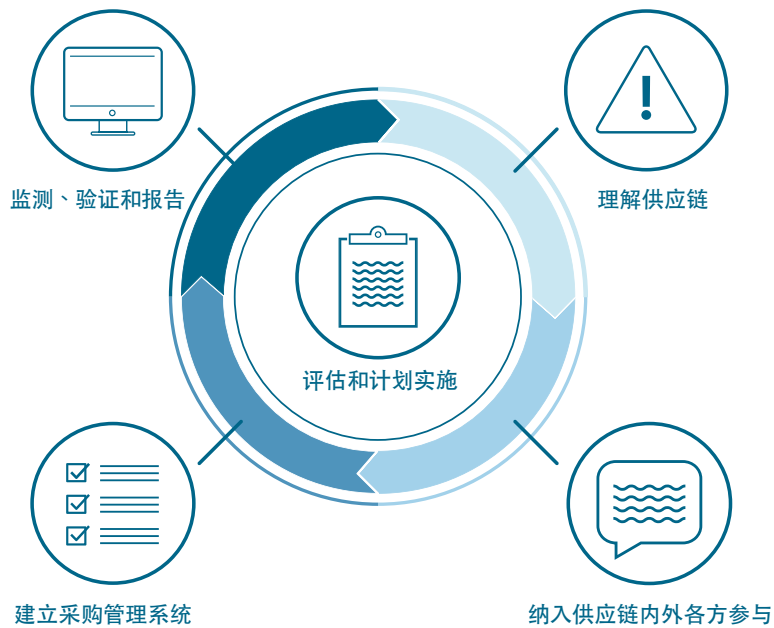 监测、验证和报告
理解供应链
评估和计划实施
建立采购管理系统
纳入供应链内外各方参与